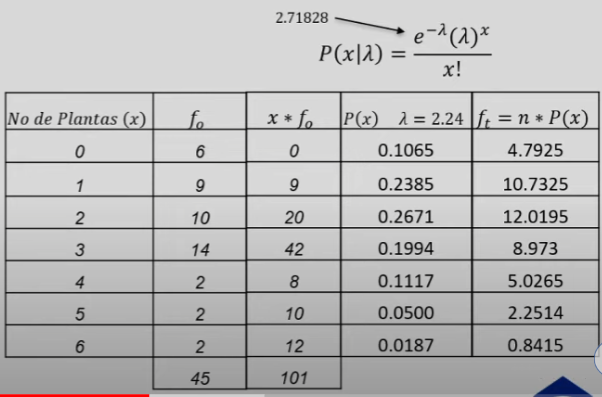 2.71828
P(x|λ) = e^{-λ}(λ)^x / x!
No de Plantas (x) fₒ x * fₒ P(x) λ = 2.24 fₜ = n * P(x)
0 6 0 0.1065 4.7925
1 9 9 0.2385 10.7325
2 10 20 0.2671 12.0195
3 14 42 0.1994 8.973
4 2 8 0.1117 5.0265
5 2 10 0.0500 2.2514
6 2 12 0.0187 0.8415
45 101